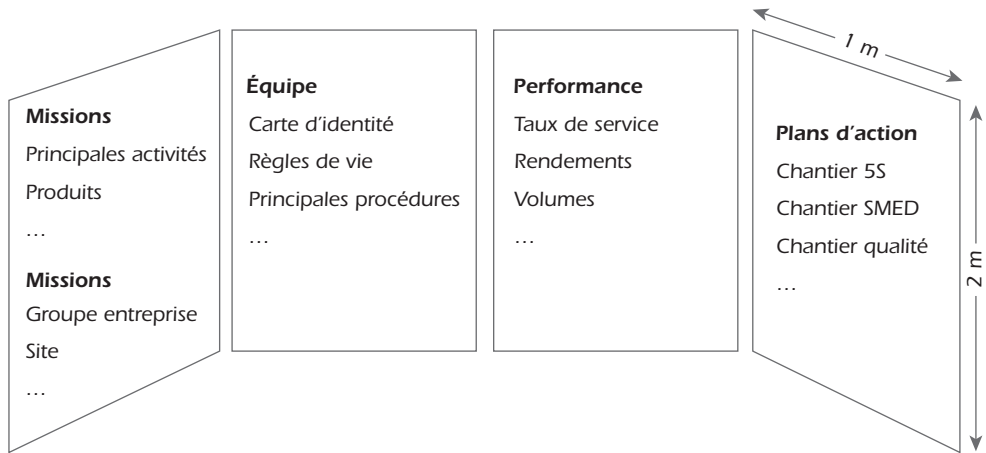 Missions
Principales activités
Produits
…
Missions
Groupe entreprise
Site
…
Équipe
Carte d’identité
Règles de vie
Principales procédures
…
Performance
Taux de service
Rendements
Volumes
…
Plans d’action
Chantier 5S
Chantier SMED
Chantier qualité
…
1 m
2 m